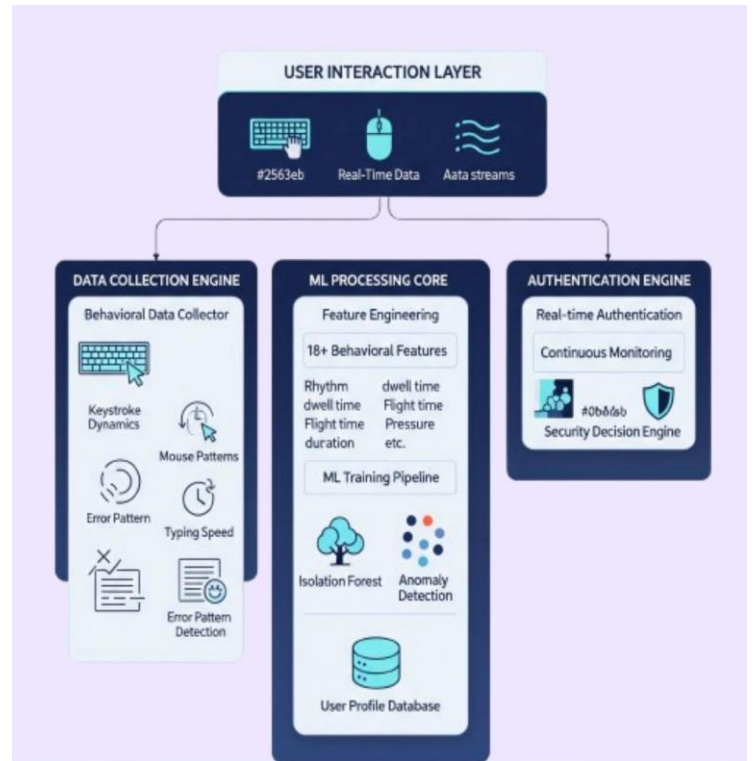 USER INTERACTION LAYER
#2563eb
Real-Time Data
Aata streams
DATA COLLECTION ENGINE
Behavioral Data Collector
Keystroke
Dynamics
Mouse Patterns
Error Pattern
Typing Speed
Error Pattern
Detection
ML PROCESSING CORE
Feature Engineering
18+ Behavioral Features
Rhythm dwell time
dwell time Flight time
Flight time Pressure
duration etc.
ML Training Pipeline
Isolation Forest
Anomaly
Detection
User Profile Database
AUTHENTICATION ENGINE
Real-time Authentication
Continuous Monitoring
Security Decision Engine